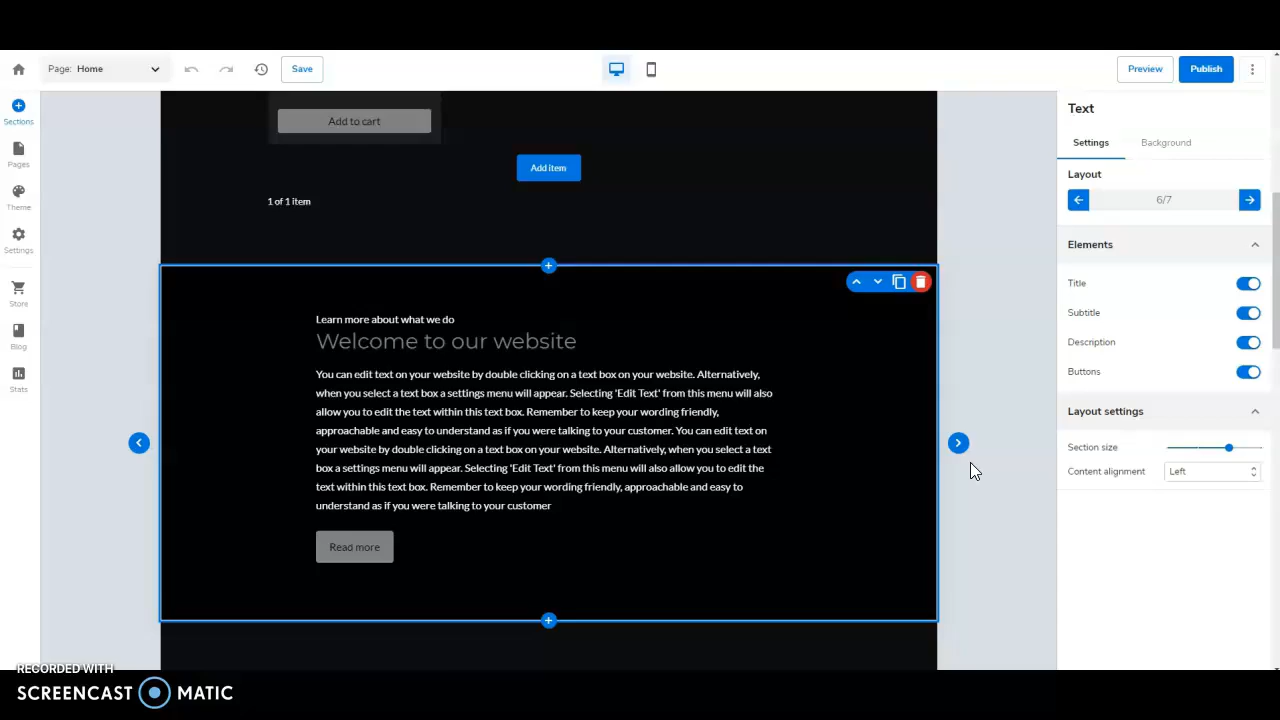 Page: Home
Save
Preview
Publish
Sections
Pages
Theme
Settings
Store
Blog
Stats
Add to cart
Add item
1 of 1 item
Learn more about what we do
Welcome to our website
You can edit text on your website by double clicking on a text box on your website. Alternatively,
when you select a text box a settings menu will appear. Selecting 'Edit Text' from this menu will also
allow you to edit the text within this text box. Remember to keep your wording friendly,
approachable and easy to understand as if you were talking to your customer. You can edit text on
your website by double clicking on a text box on your website. Alternatively, when you select a text
box a settings menu will appear. Selecting 'Edit Text' from this menu will also allow you to edit the
text within this text box. Remember to keep your wording friendly, approachable and easy to
understand as if you were talking to your customer
Read more
Text
Settings
Background
Layout
6/7
Elements
Title
Subtitle
Description
Buttons
Layout settings
Section size
Content alignment
Left
RECORDED WITH
SCREENCAST MATIC